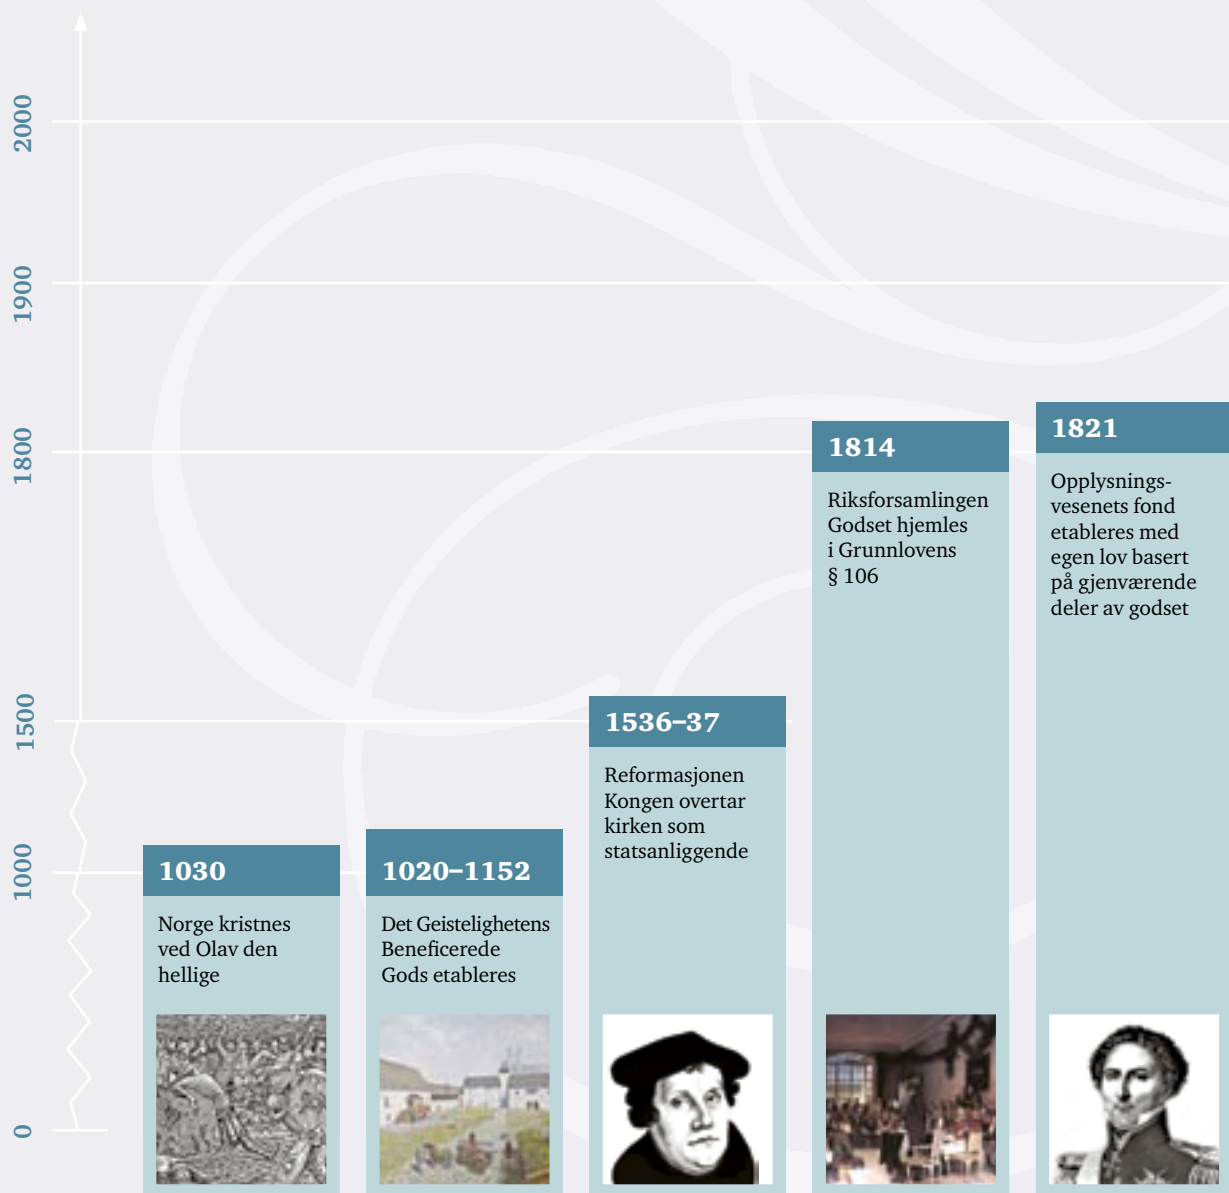 2000
1900
1800
1500
1000
0
1030
Norge kristnes
ved Olav den
hellige
1020–1152
Det Geistelighetens
Beneficerede
Gods etableres
1536–37
Reformasjonen
Kongen overtar
kirken som
statsanliggende
1814
Riksforsamlingen
Godset hjemles
i Grunnlovens
§ 106
1821
Opplysnings-
vesenets fond
etableres med
egen lov basert
på gjenværende
deler av godset